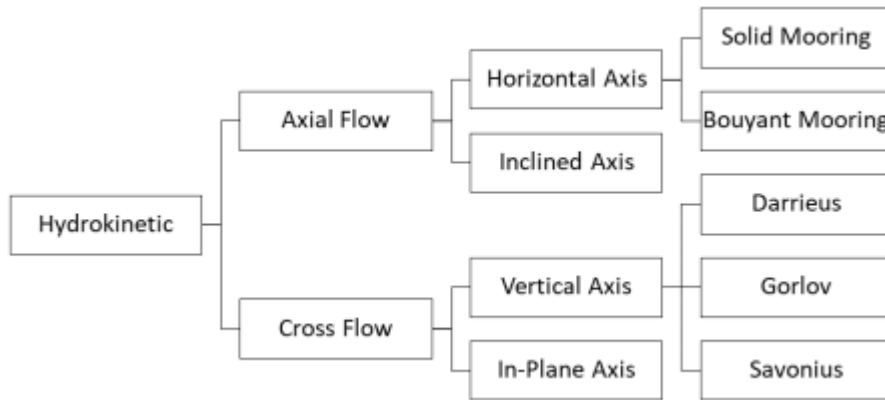 Solid Mooring
Horizontal Axis
Axial Flow
Bouyant Mooring
Inclined Axis
Darrieus
Hydrokinetic
Vertical Axis
Gorlov
Cross Flow
In-Plane Axis
Savonius